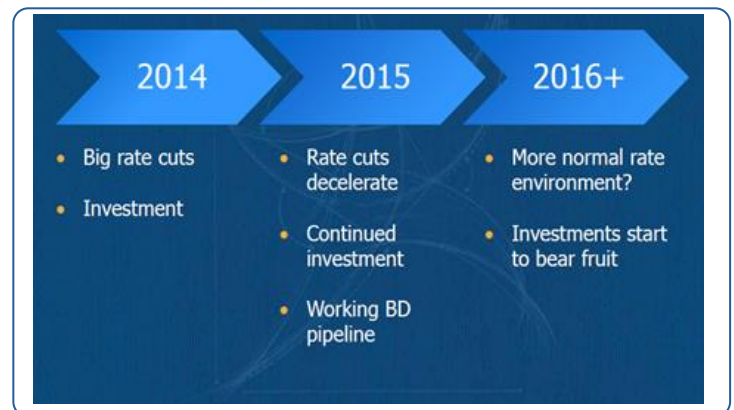 2014
2015
2016+
• Big rate cuts
• Investment
• Rate cuts
decelerate
• Continued
investment
• Working BD
pipeline
• More normal rate
environment?
• Investments start
to bear fruit